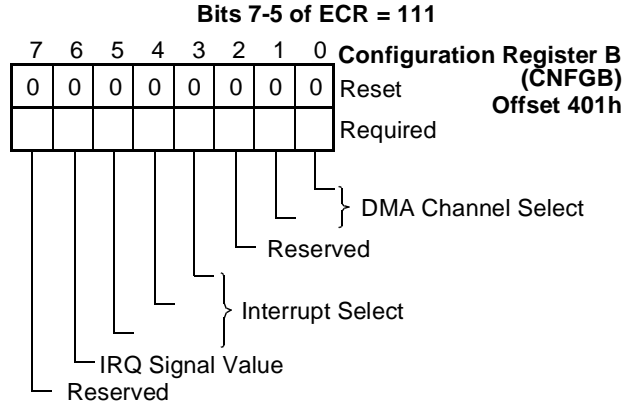 Bits 7-5 of ECR = 111
7 6 5 4 3 2 1 0 Configuration Register B
(CNFGB)
0 0 0 0 0 0 0 0 Reset
Offset 401h
Required
DMA Channel Select
Reserved
Interrupt Select
IRQ Signal Value
Reserved